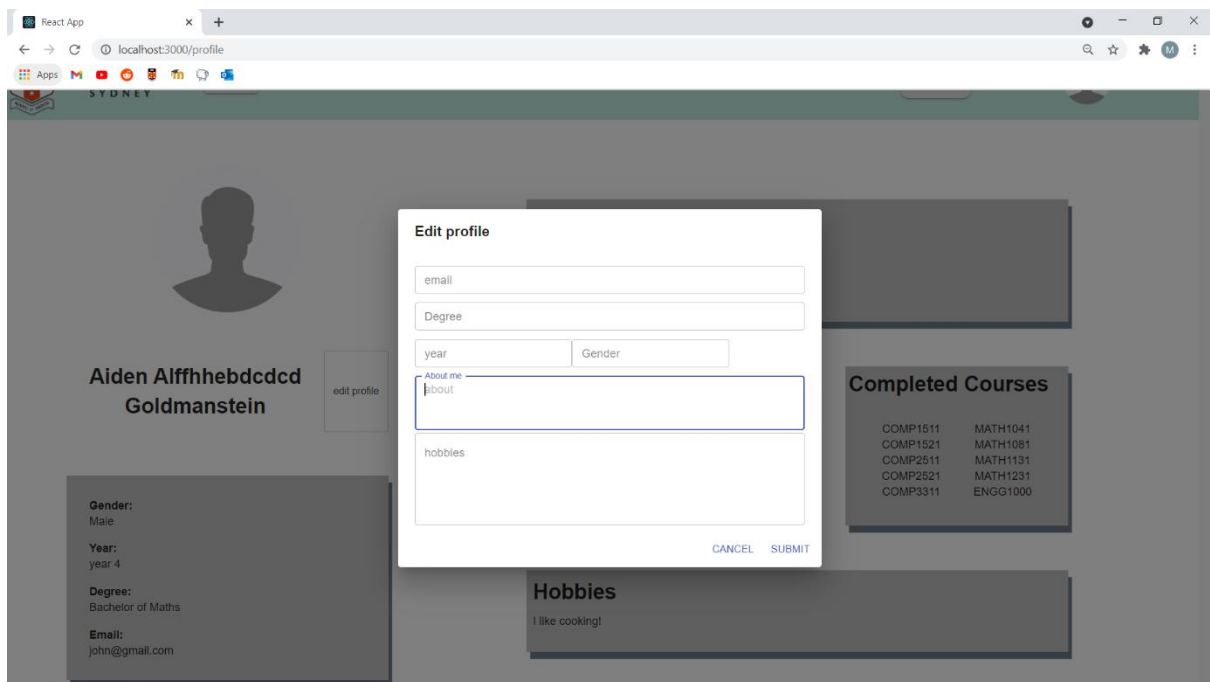 React App
localhost:3000/profile
M
Apps
SYDNEY
Edit profile
email
Degree
year Gender
About me
about
hobbies
CANCEL SUBMIT
Aiden Alffhhebdcdcd
Goldmanstein
edit profile
Gender:
Male
Year:
year 4
Degree:
Bachelor of Maths
Email:
john@gmail.com
Completed Courses
COMP1511 MATH1041
COMP1521 MATH1081
COMP2511 MATH1131
COMP2521 MATH1231
COMP3311 ENGG1000
Hobbies
I like cooking!